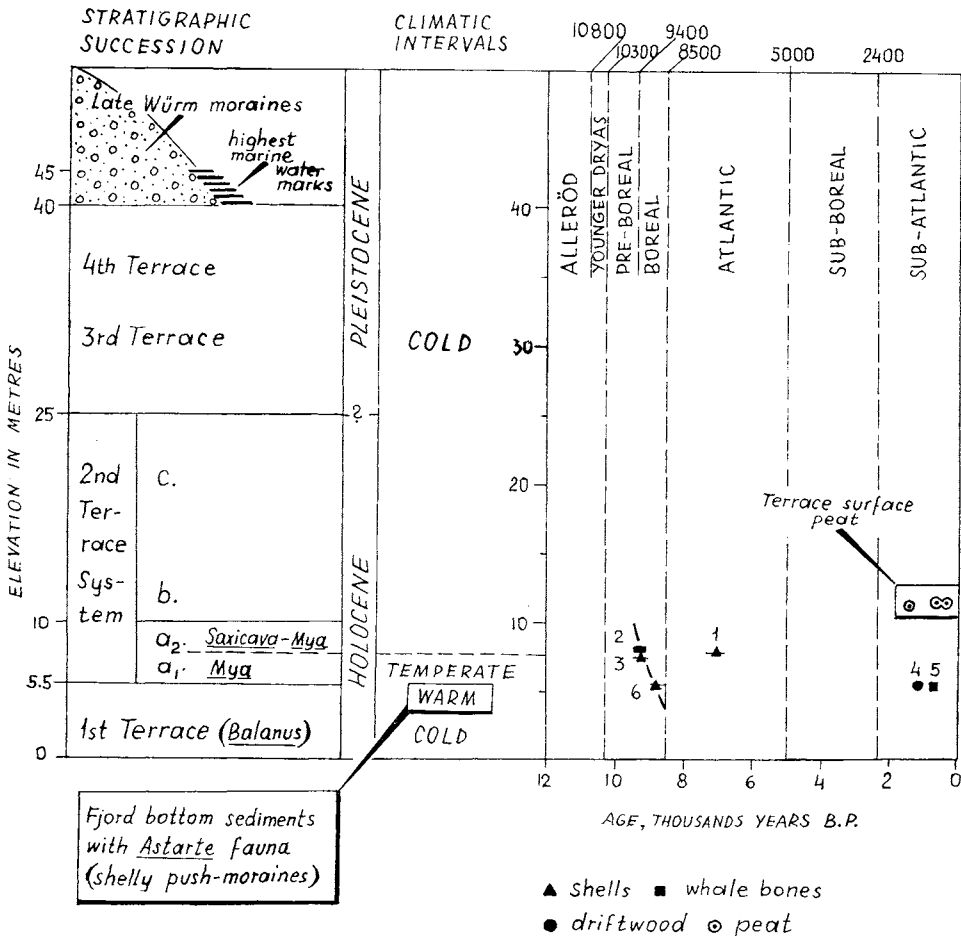 STRATIGRAPHIC
SUCCESSION
CLIMATIC
INTERVALS
10800
10300
9400
8500
5000
2400
0
Late Würm moraines
highest
marine
water
marks
45
40
4th Terrace
3rd Terrace
25
2nd
Ter-
race
Sys-
tem
c.
b.
10
a2. Saxicava-Mya
a1. Mya
5.5
1st Terrace (Balanus)
0
ELEVATION IN METRES
PLEISTOCENE
?
HOLOCENE
COLD
TEMPERATE
WARM
COLD
Fjord bottom sediments
with Astarte fauna
(shelly push-moraines)
40
30
20
10
ALLERÖD
YOUNGER DRYAS
PRE-BOREAL
BOREAL
ATLANTIC
SUB-BOREAL
SUB-ATLANTIC
Terrace surface
peat
2
3
6
1
4 5
12 10 8 6 4 2 0
AGE, THOUSANDS YEARS B.P.
shells whale bones
driftwood peat